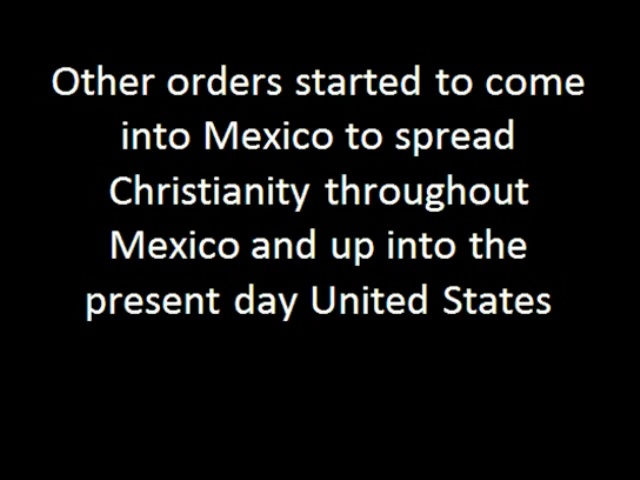 Other orders started to come
into Mexico to spread
Christianity throughout
Mexico and up into the
present day United States